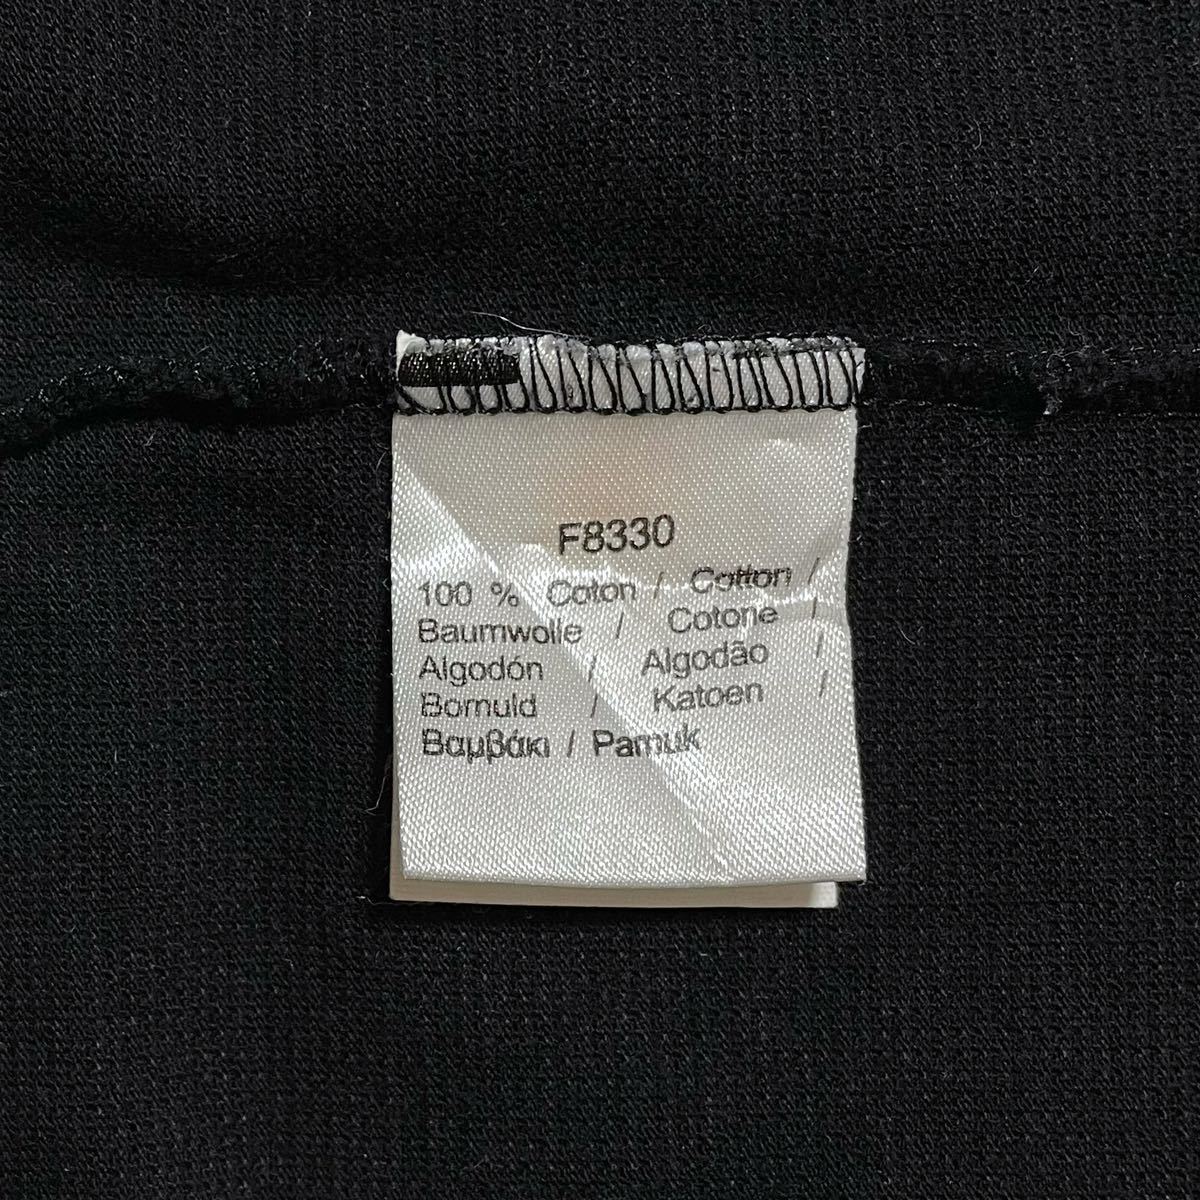 F8330
100 % Coton / Cotton /
Baumwolle / Cotone /
Algodón / Algodão /
Bomuld / Katoen /
Βαμβάκι / Pamuk